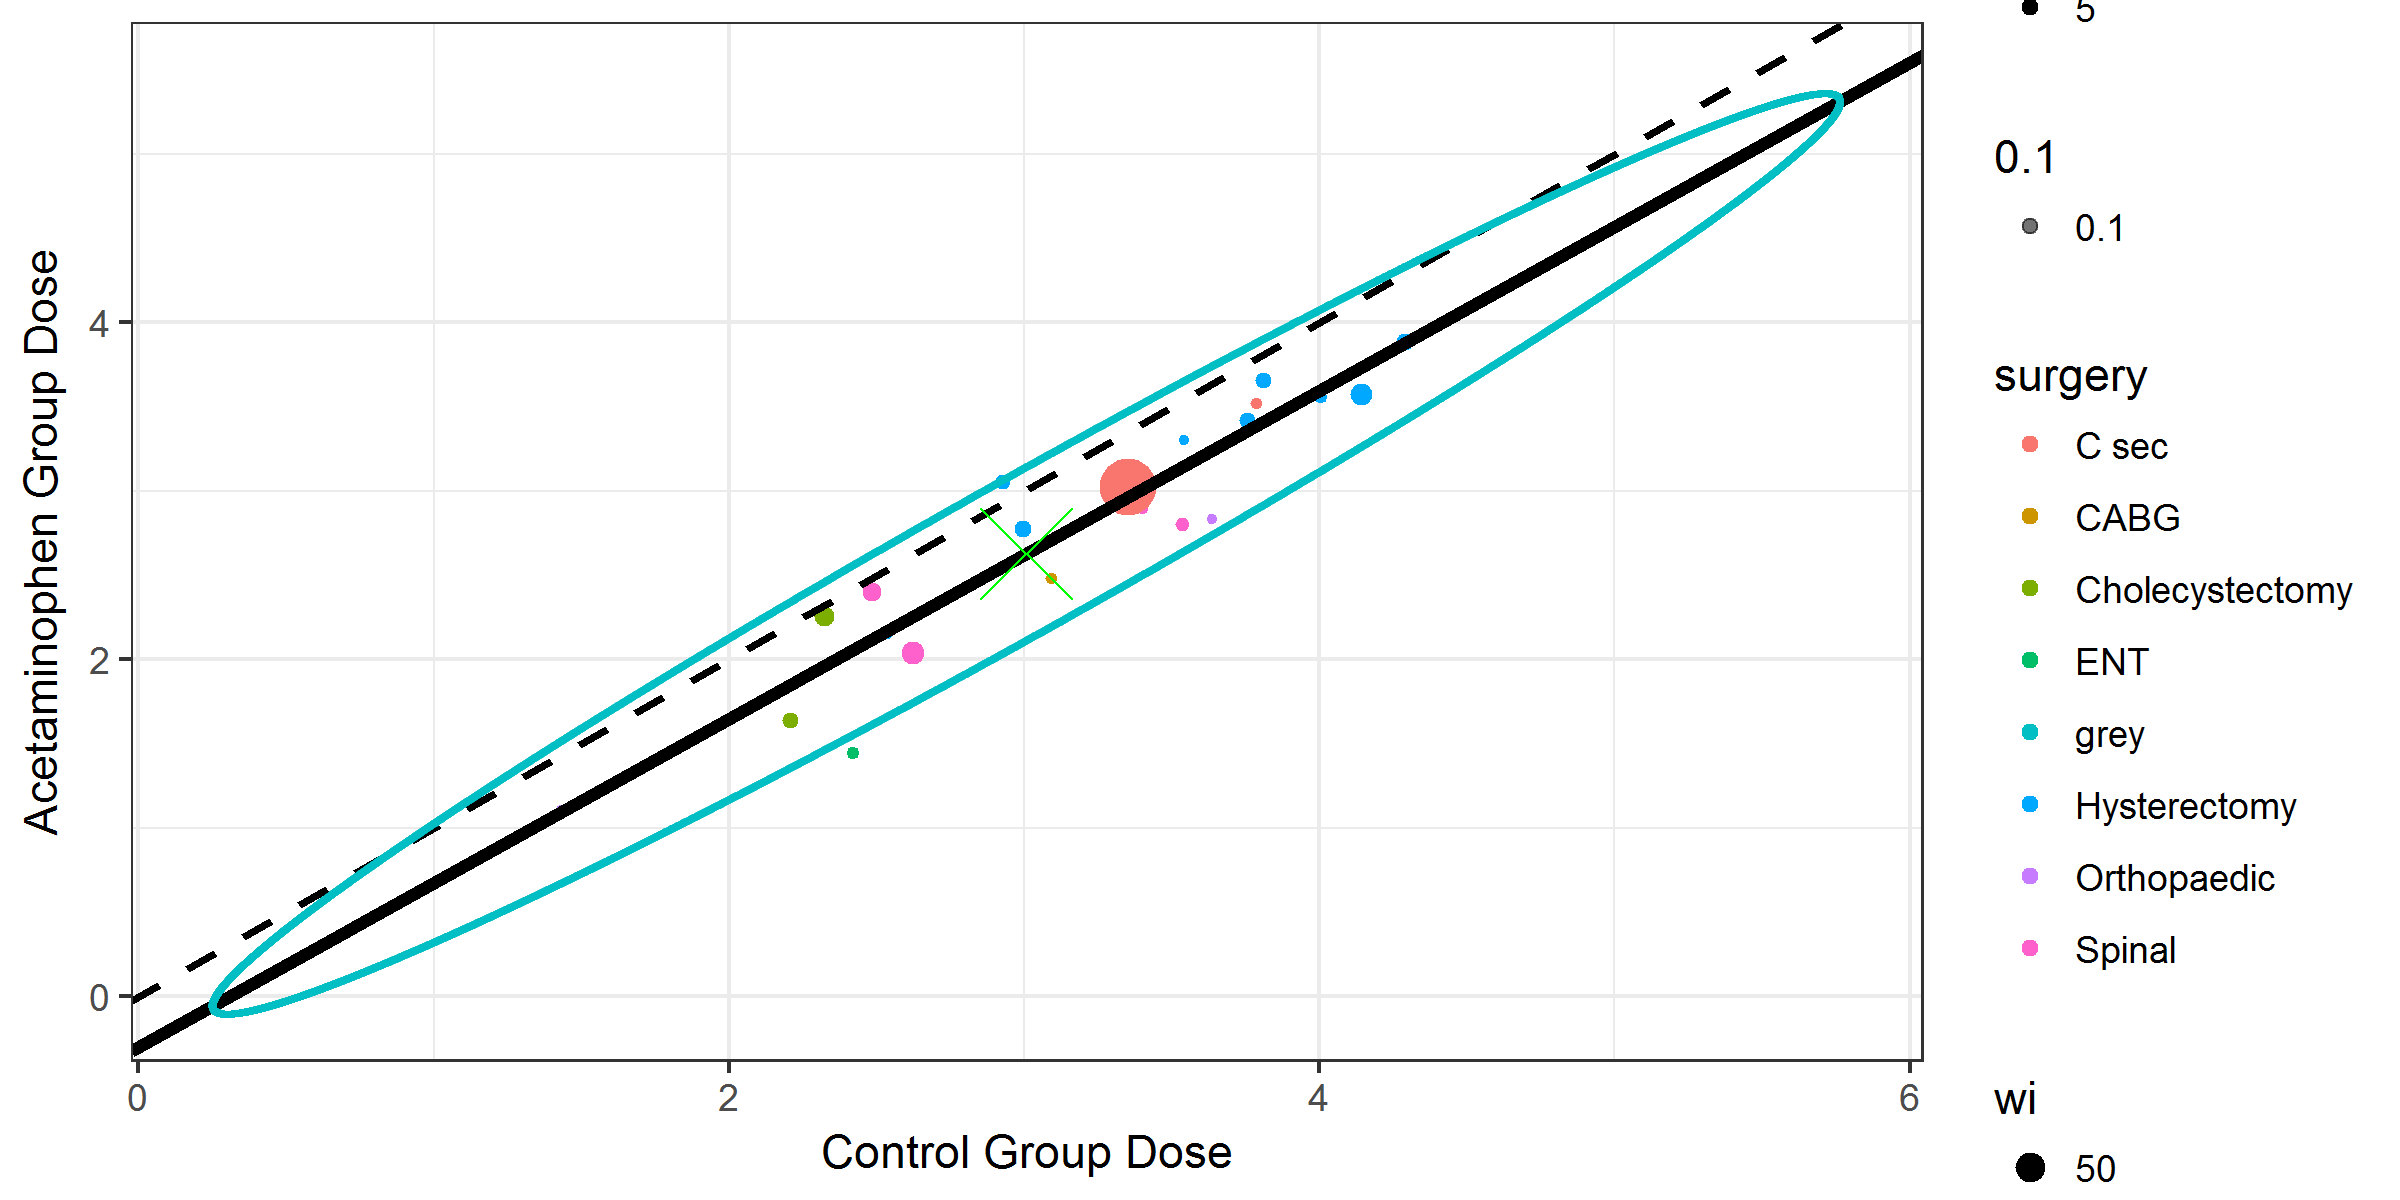 5
0.1
0.1
surgery
C sec
CABG
Cholecystectomy
ENT
grey
Hysterectomy
Orthopaedic
Spinal
wi
50
Acetaminophen Group Dose
4
2
0
0 2 4 6
Control Group Dose